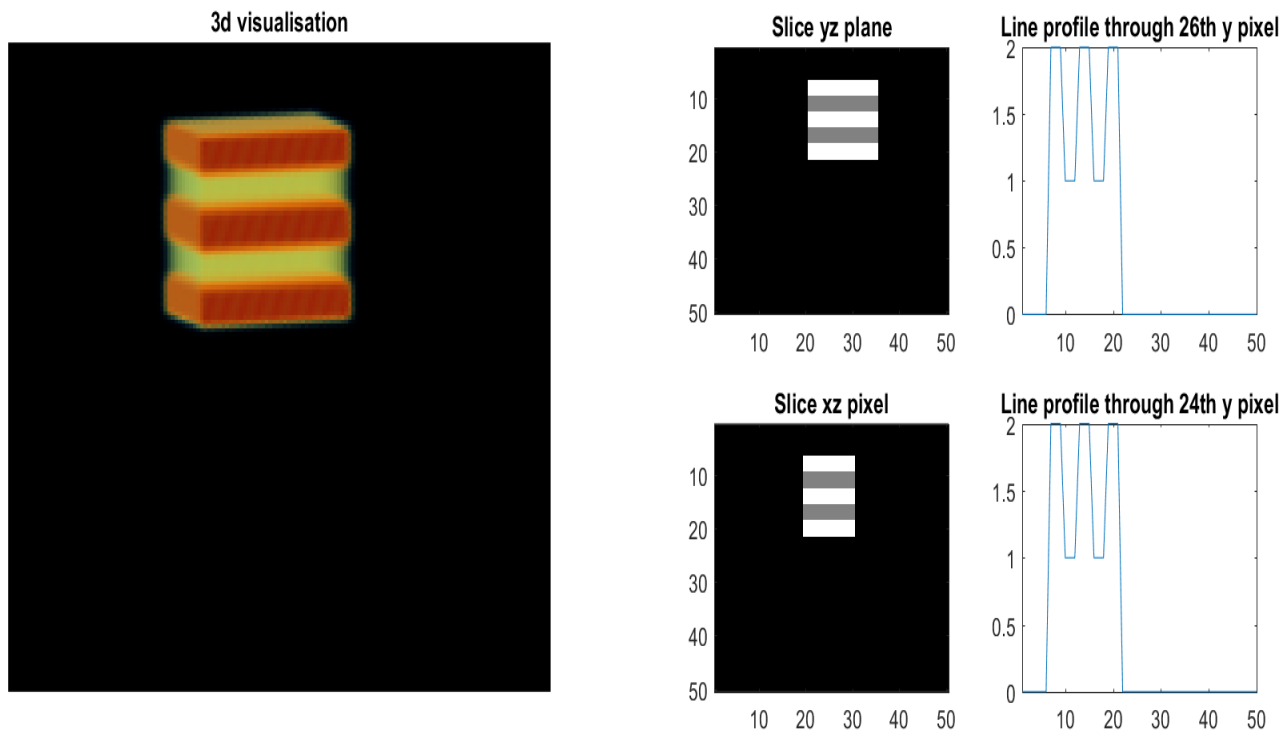 3d visualisation
Slice yz plane
10
20
30
40
50
10 20 30 40 50
Line profile through 26th y pixel
2
1.5
1
0.5
0
10 20 30 40 50
Slice xz pixel
10
20
30
40
50
10 20 30 40 50
Line profile through 24th y pixel
2
1.5
1
0.5
0
10 20 30 40 50